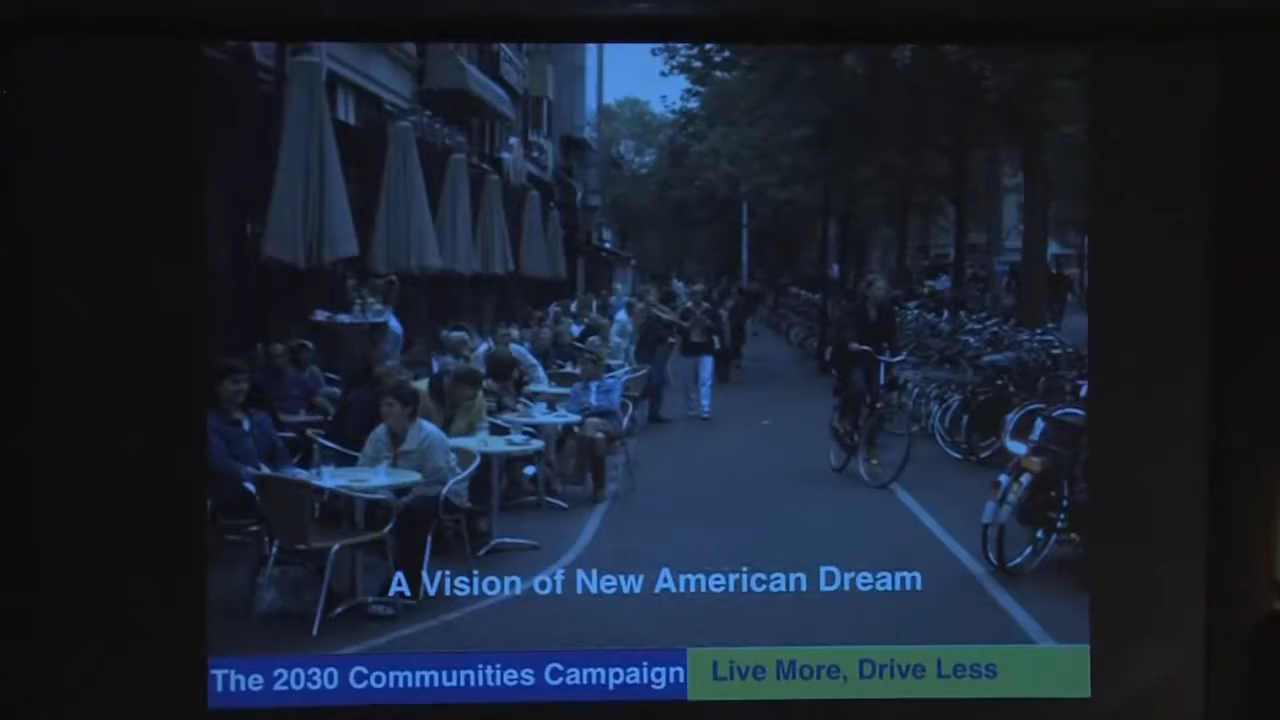 A Vision of New American Dream
The 2030 Communities Campaign
Live More, Drive Less